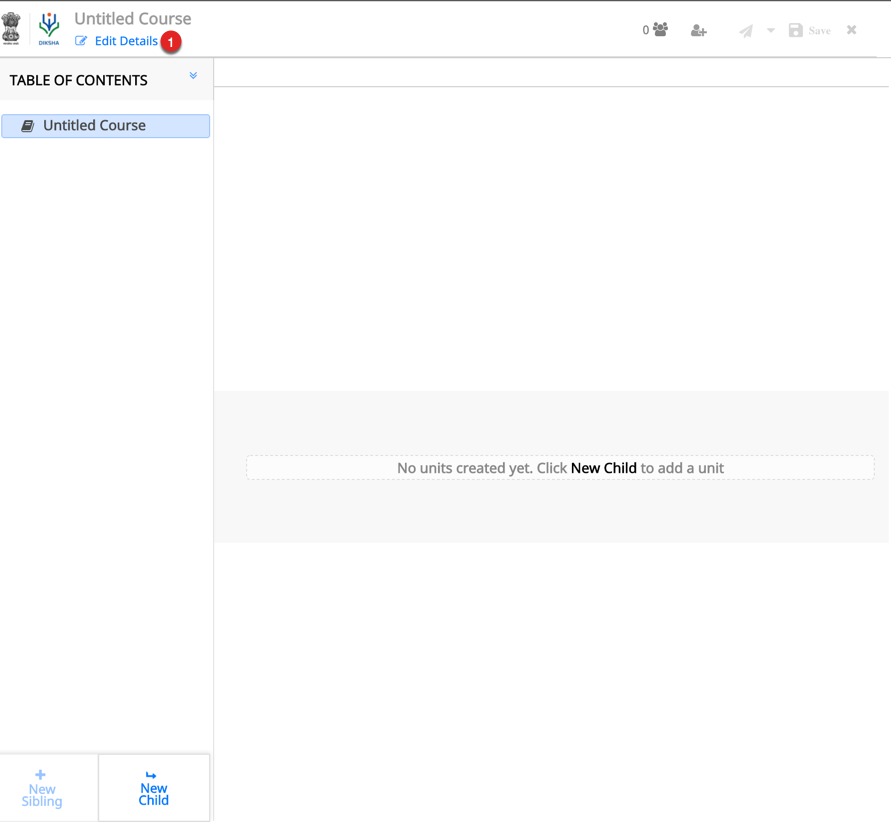 Untitled Course
DIKSHA
Edit Details 1
0
Save
TABLE OF CONTENTS
Untitled Course
No units created yet. Click New Child to add a unit
New
Sibling
New
Child